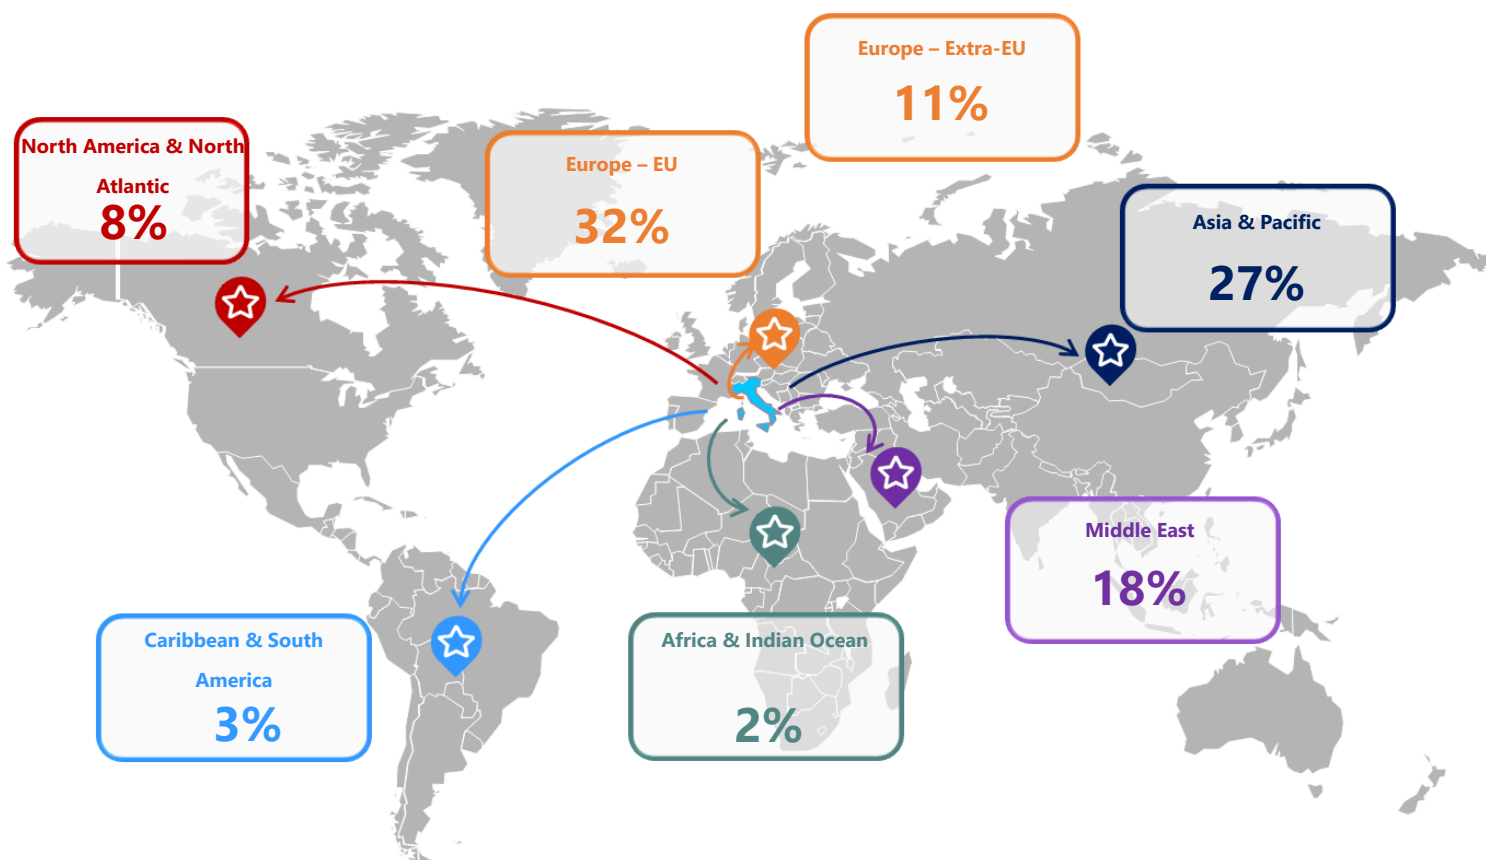 Europe – Extra-EU
11%
North America & North
Atlantic
8%
Europe – EU
32%
Asia & Pacific
27%
Middle East
18%
Caribbean & South
America
3%
Africa & Indian Ocean
2%